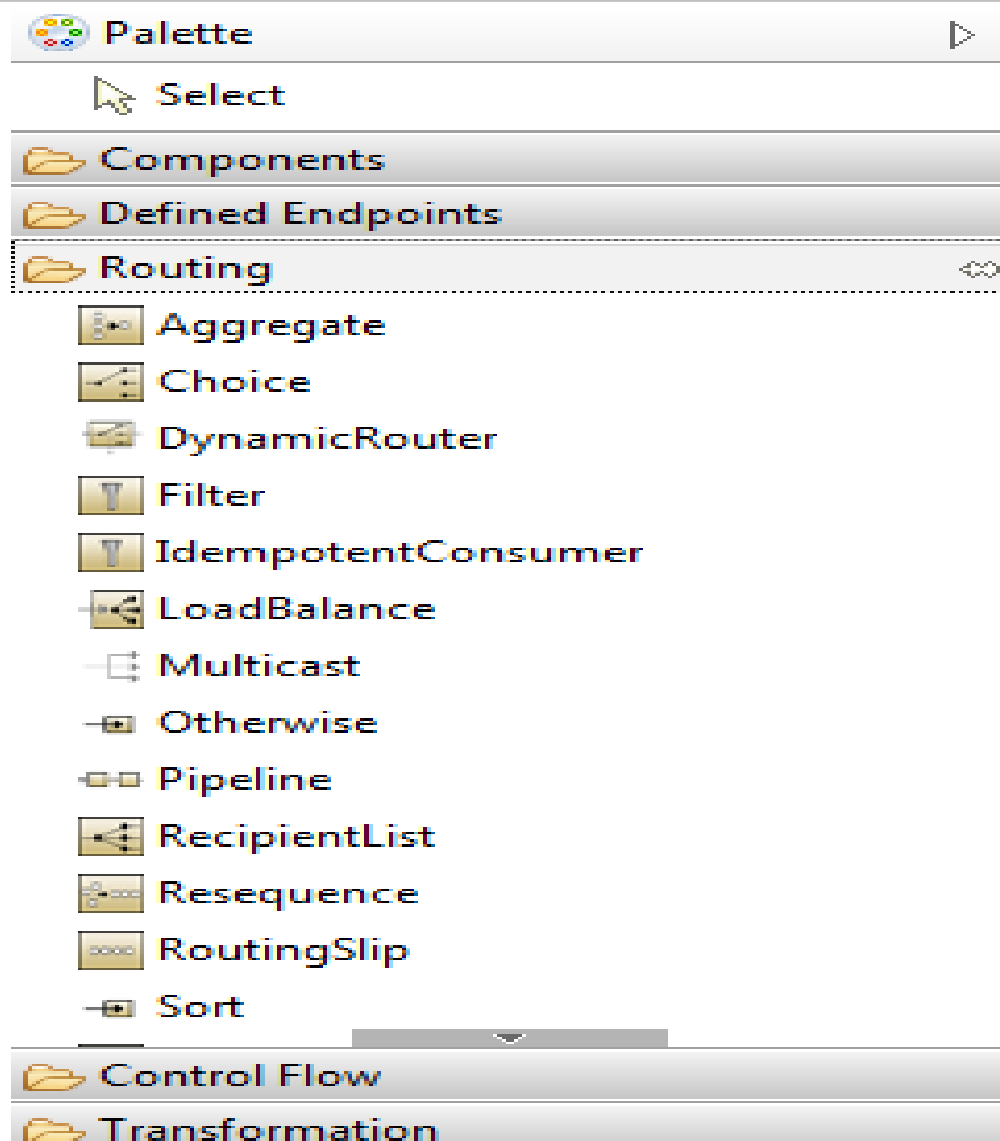 Palette
Select
Components
Defined Endpoints
Routing
Aggregate
Choice
DynamicRouter
Filter
IdempotentConsumer
LoadBalance
Multicast
Otherwise
Pipeline
RecipientList
Resequence
RoutingSlip
Sort
Control Flow
Transformation